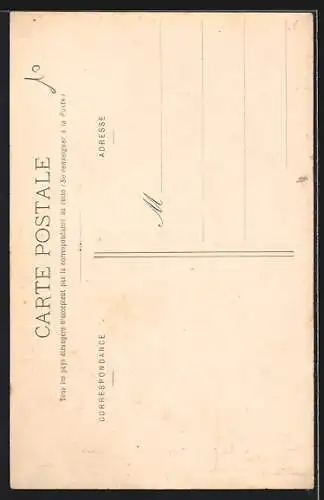 CARTE POSTALE
Tous les pays étrangers n'acceptent pas la correspondance au recto (Se renseigner à la Poste)
CORRESPONDANCE
ADRESSE
M